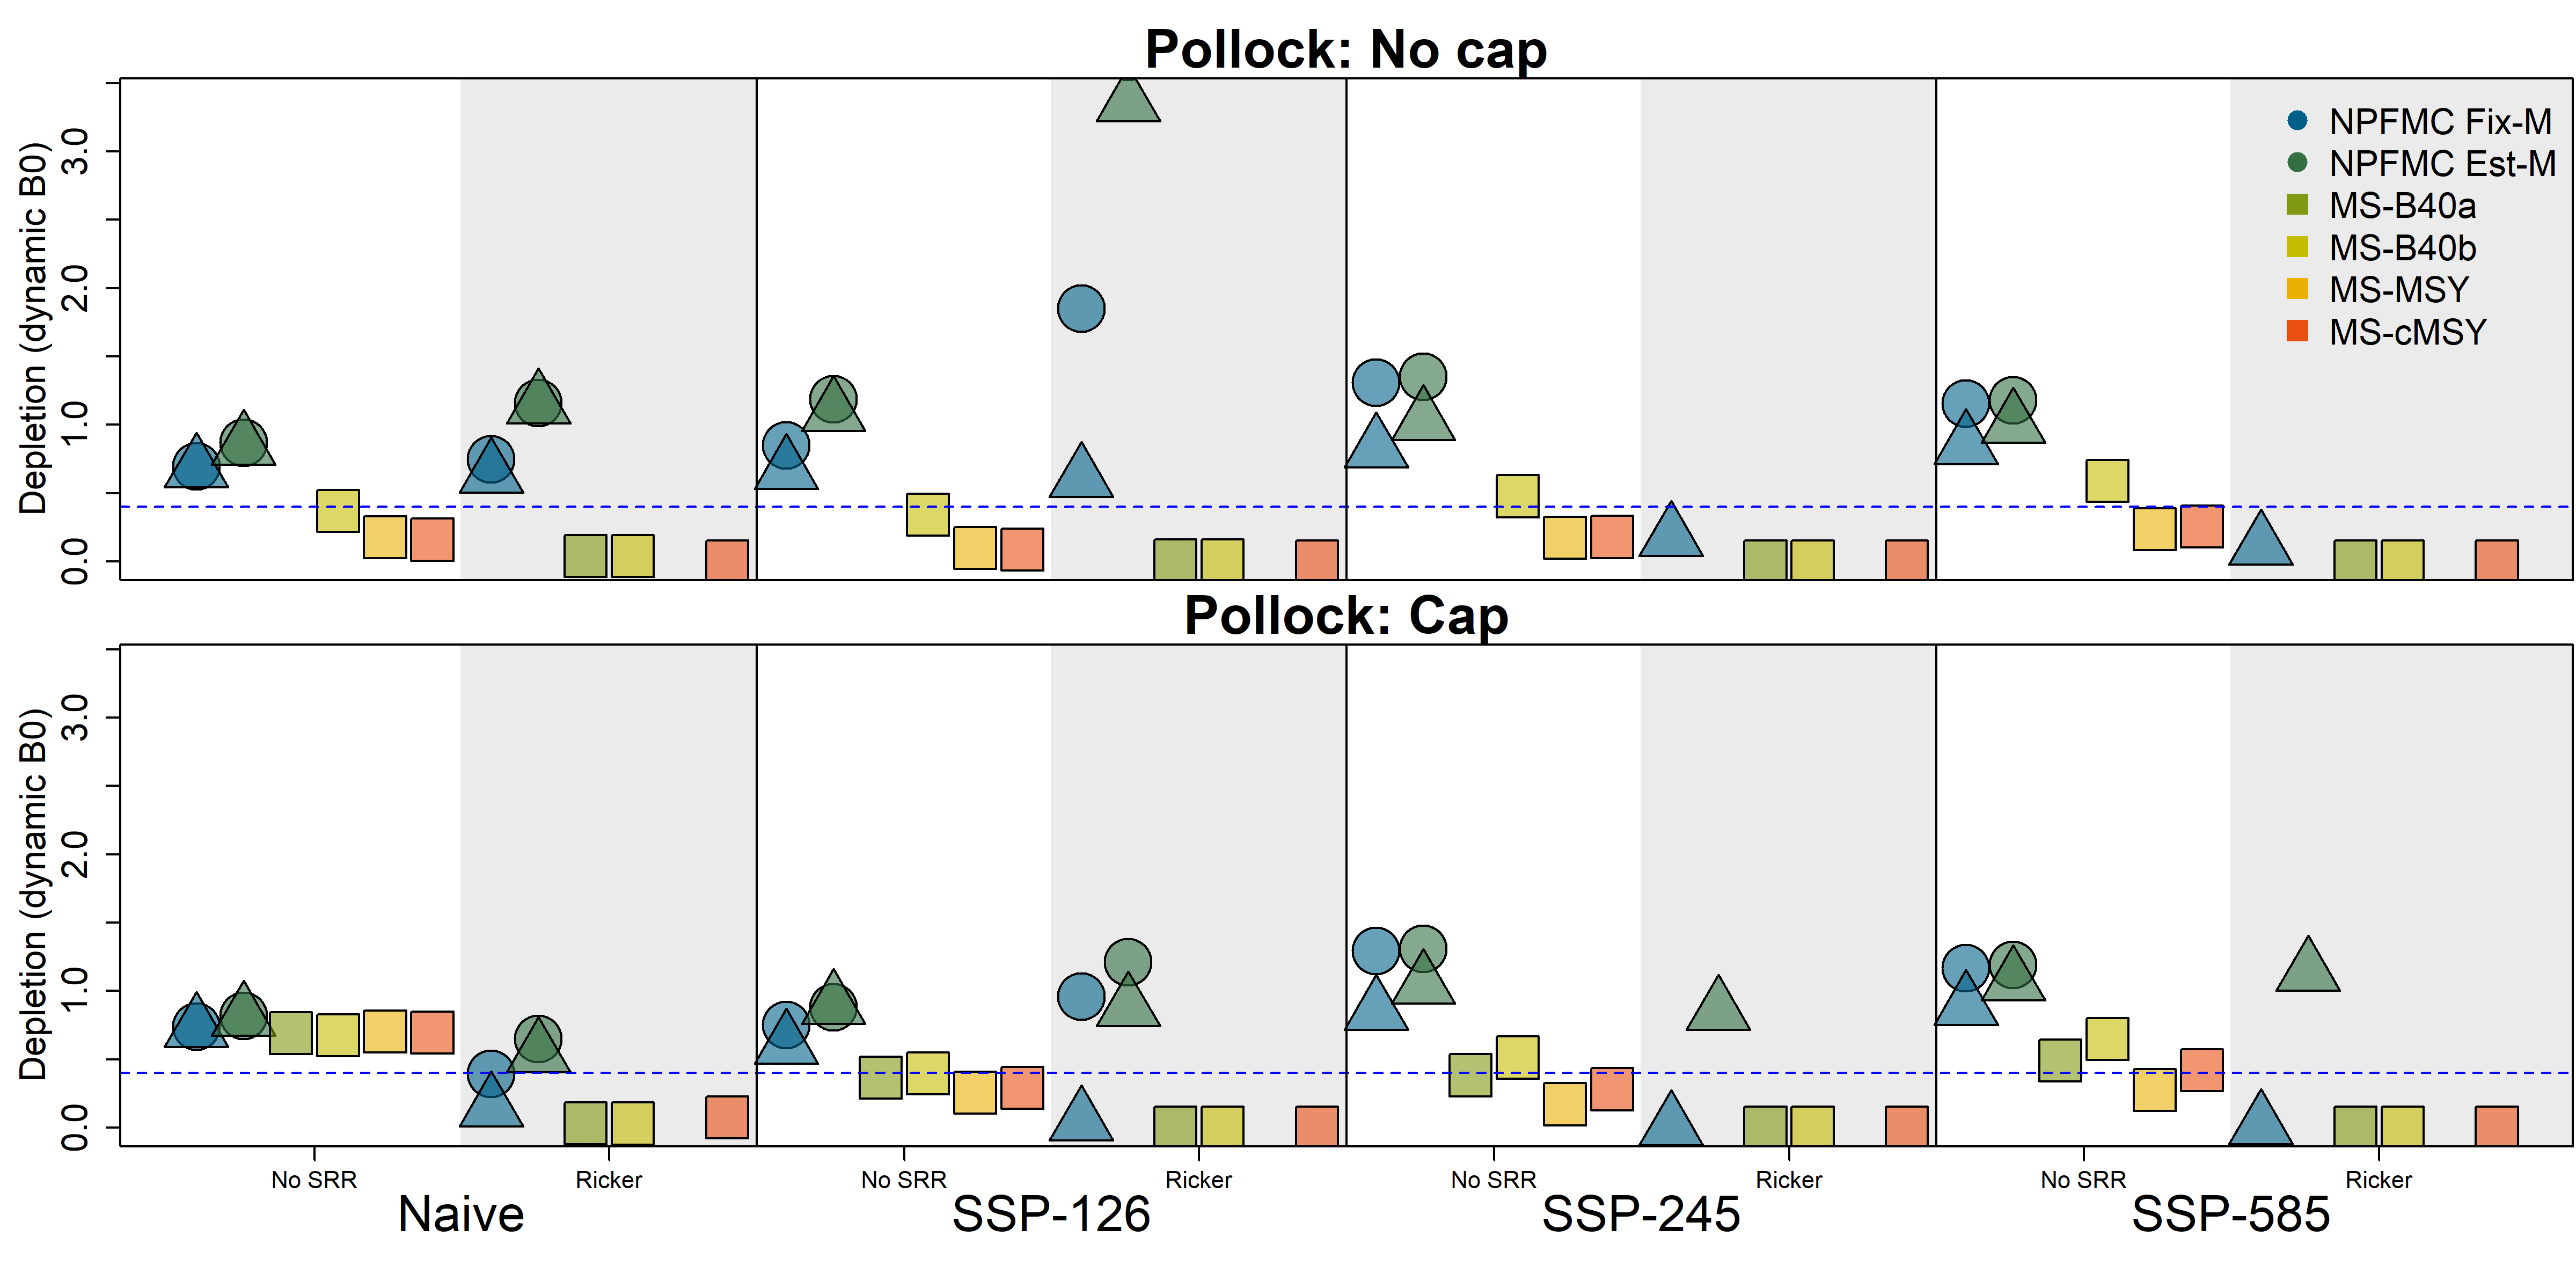 Pollock: No cap
Depletion (dynamic B0)
3.0
2.0
1.0
0.0
NPFMC Fix-M
NPFMC Est-M
MS-B40a
MS-B40b
MS-MSY
MS-cMSY
Pollock: Cap
Depletion (dynamic B0)
3.0
2.0
1.0
0.0
No SRR Ricker No SRR Ricker No SRR Ricker No SRR Ricker
Naive SSP-126 SSP-245 SSP-585